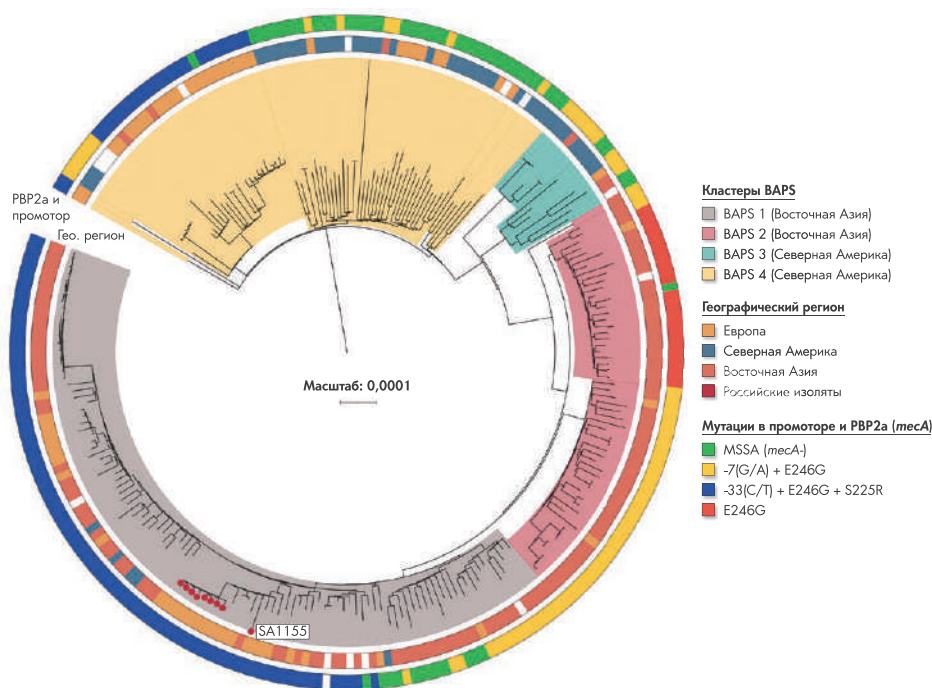 PBP2a и
промотор
Гео. регион
Масштаб: 0,0001
SA1155
Кластеры BAPS
BAPS 1 (Восточная Азия)
BAPS 2 (Восточная Азия)
BAPS 3 (Северная Америка)
BAPS 4 (Северная Америка)
Географический регион
Европа
Северная Америка
Восточная Азия
Российские изоляты
Мутации в промоторе и PBP2a (mecA)
MSSA (mecA-)
-7(G/A) + E246G
-33(C/T) + E246G + S225R
E246G